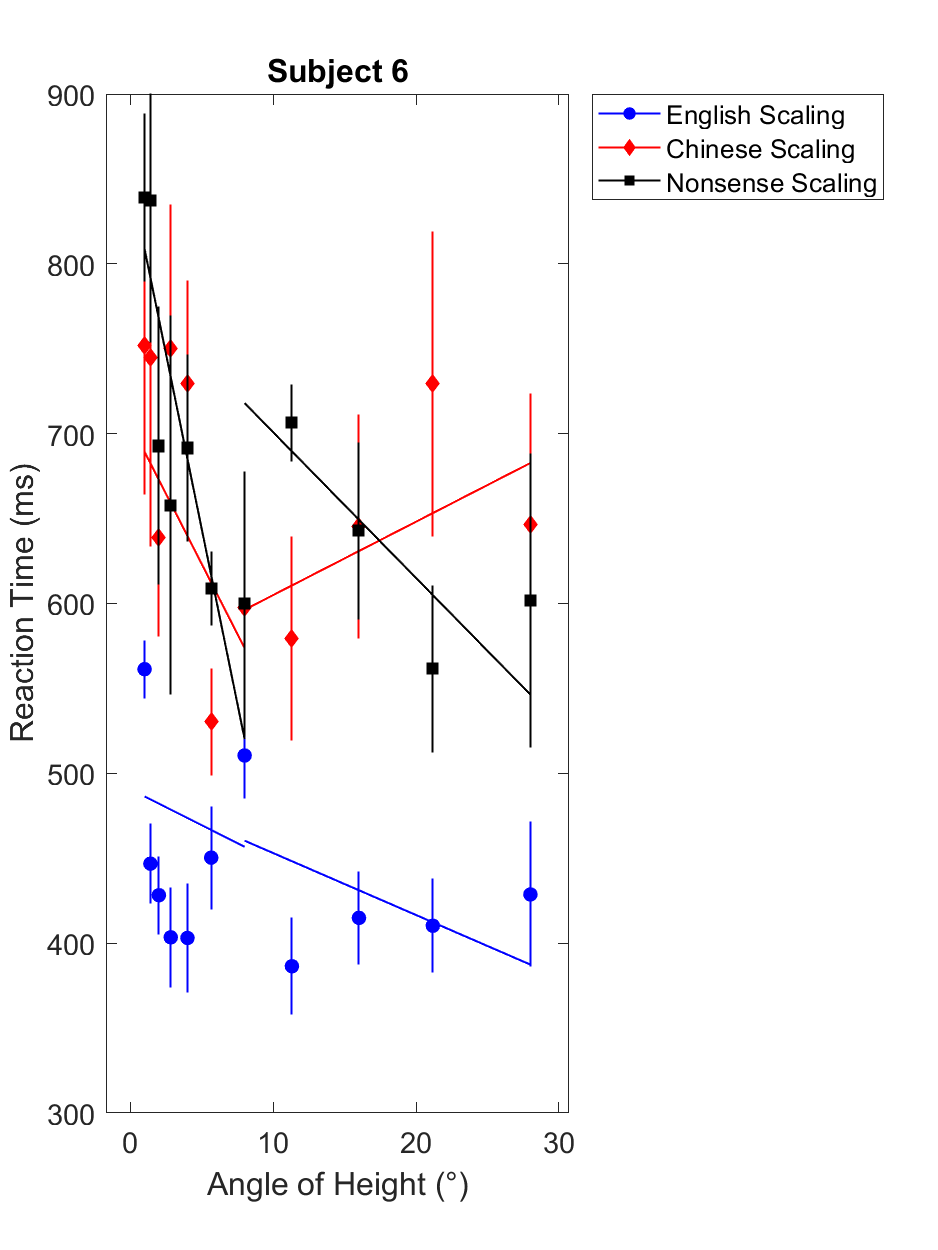 Subject 6
English Scaling
Chinese Scaling
Nonsense Scaling
900
800
700
600
500
400
300
Reaction Time (ms)
0 10 20 30
Angle of Height (°)